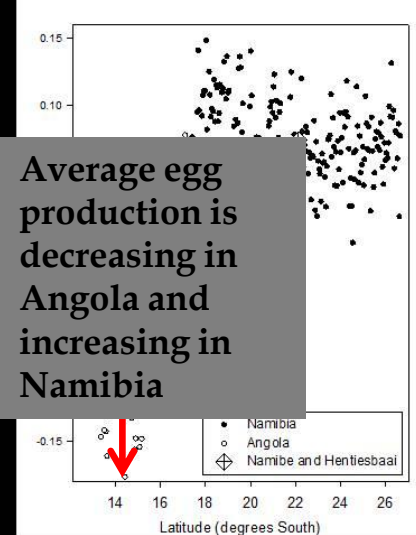 0.15
0.10
Average egg
production is
decreasing in
Angola and
increasing in
Namibia
-0.15
Namibia
Angola
Namibe and Hentiesbaai
14 16 18 20 22 24 26
Latitude (degrees South)